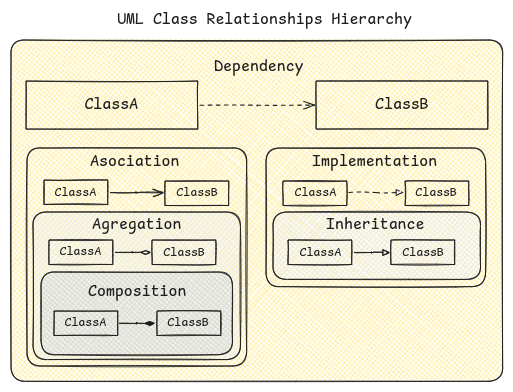 UML Class Relationships Hierarchy
Dependency
ClassA
ClassB
Asociation
ClassA
ClassB
Agregation
ClassA
ClassB
Composition
ClassA
ClassB
Implementation
ClassA
ClassB
Inheritance
ClassA
ClassB